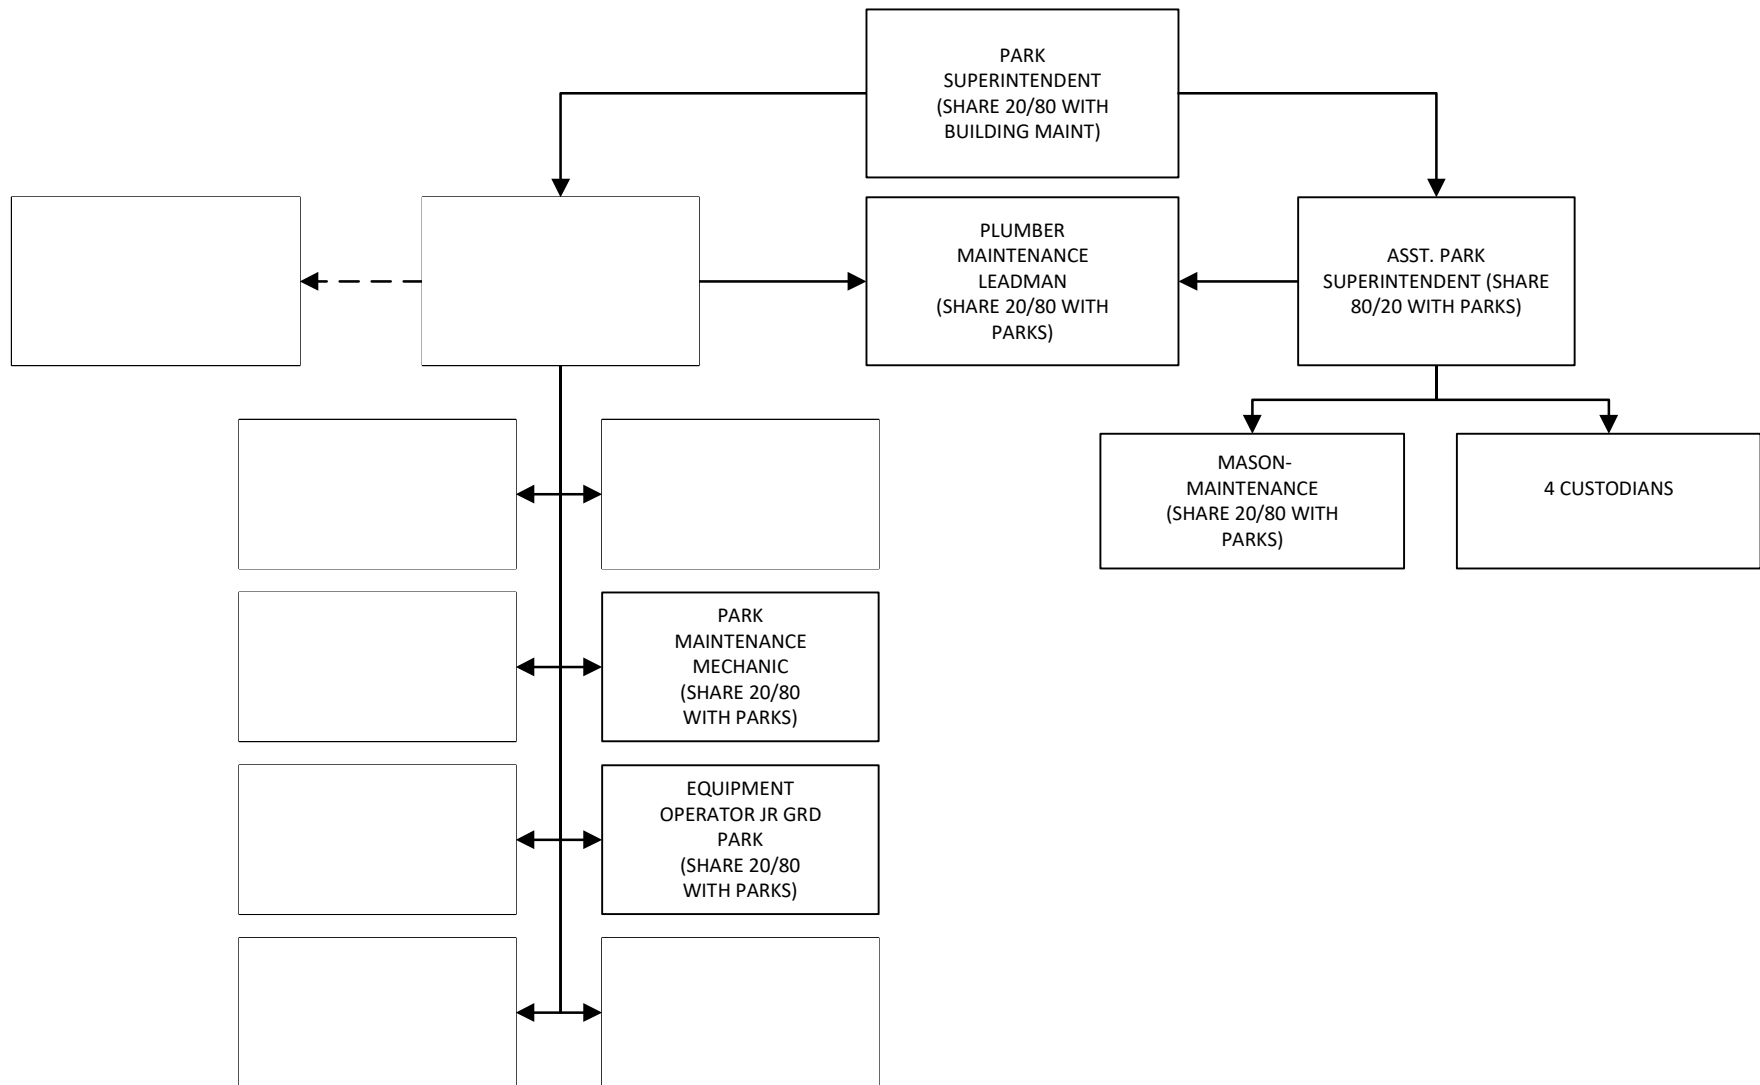 PARK
SUPERINTENDENT
(SHARE 20/80 WITH
BUILDING MAINT)
PLUMBER
MAINTENANCE
LEADMAN
(SHARE 20/80 WITH
PARKS)
ASST. PARK
SUPERINTENDENT (SHARE
80/20 WITH PARKS)
MASON-
MAINTENANCE
(SHARE 20/80 WITH
PARKS)
4 CUSTODIANS
PARK
MAINTENANCE
MECHANIC
(SHARE 20/80
WITH PARKS)
EQUIPMENT
OPERATOR JR GRD
PARK
(SHARE 20/80
WITH PARKS)